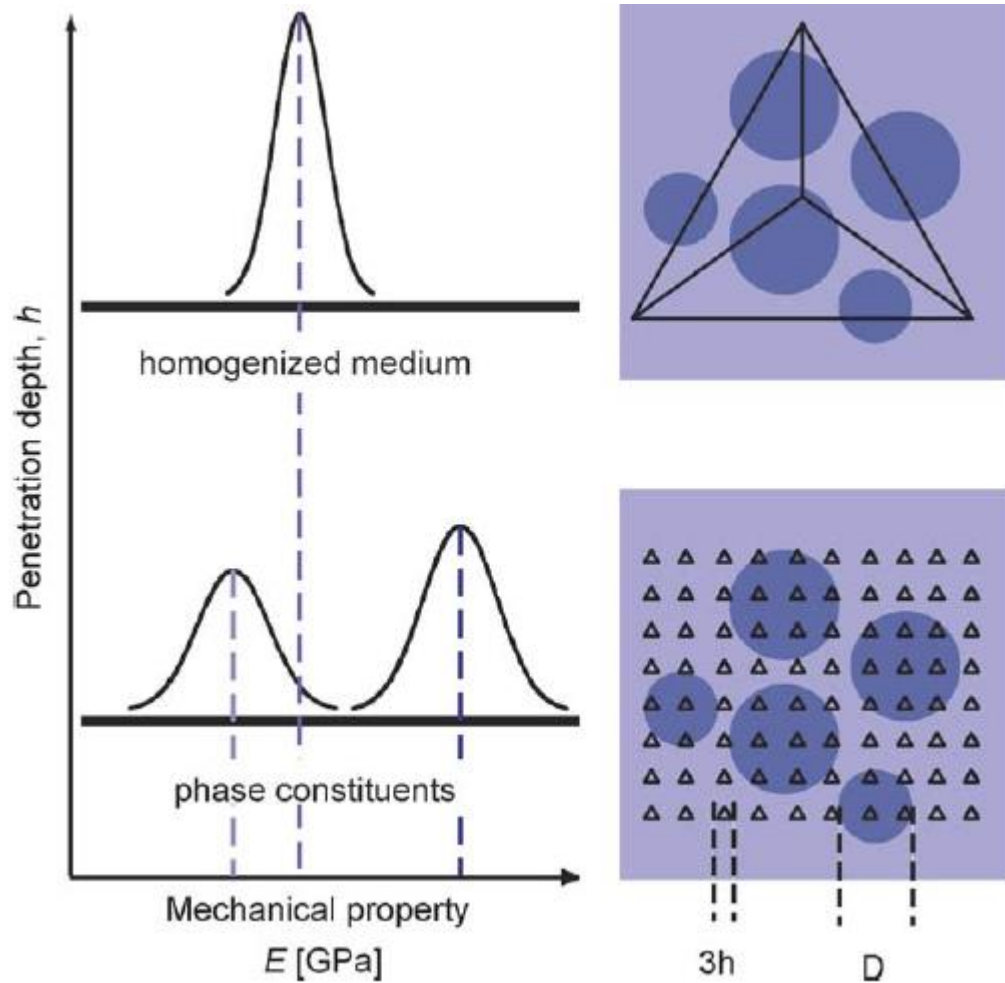 Penetration depth, h
homogenized medium
phase constituents
Mechanical property
E [GPa]
3h
D